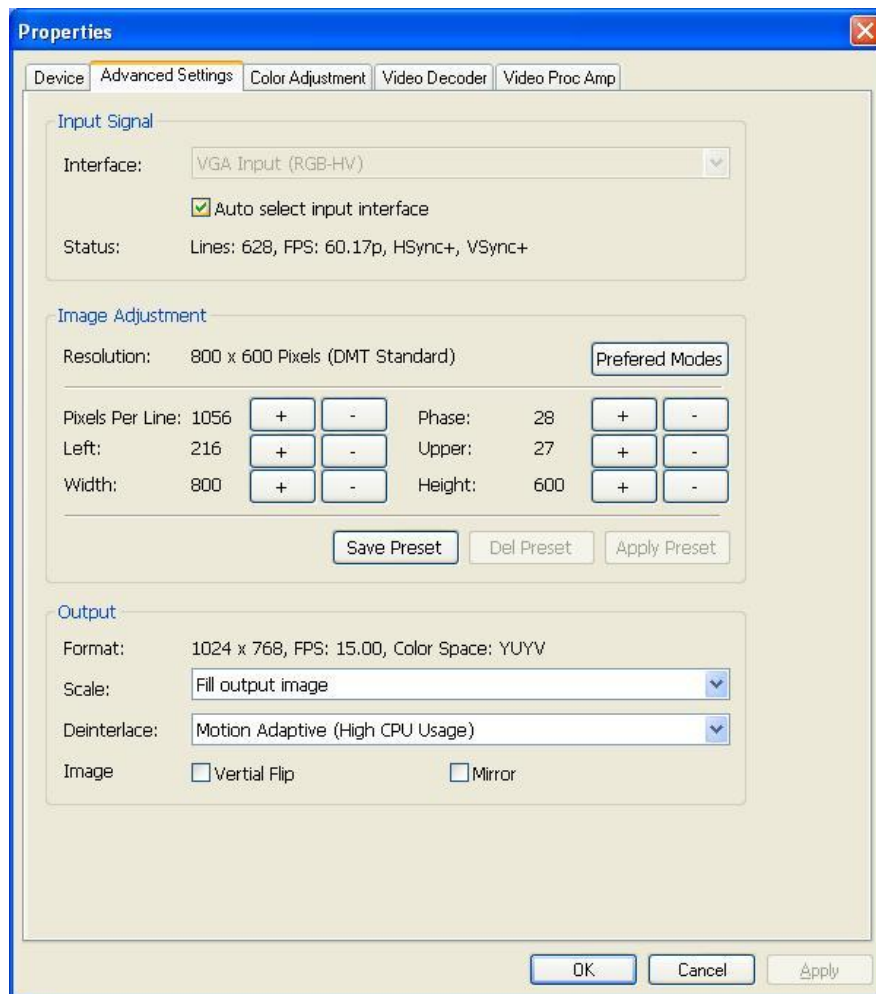 Properties
Device Advanced Settings Color Adjustment Video Decoder Video Proc Amp
Input Signal
Interface: VGA Input (RGB-HV)
Auto select input interface
Status: Lines: 628, FPS: 60.17p, HSync+, VSync+
Image Adjustment
Resolution: 800 x 600 Pixels (DMT Standard) Prefered Modes
Pixels Per Line: 1056 + - Phase: 28 + -
Left: 216 + - Upper: 27 + -
Width: 800 + - Height: 600 + -
Save Preset Del Preset Apply Preset
Output
Format: 1024 x 768, FPS: 15.00, Color Space: YUYV
Scale: Fill output image
Deinterlace: Motion Adaptive (High CPU Usage)
Image Vertial Flip Mirror
OK Cancel Apply